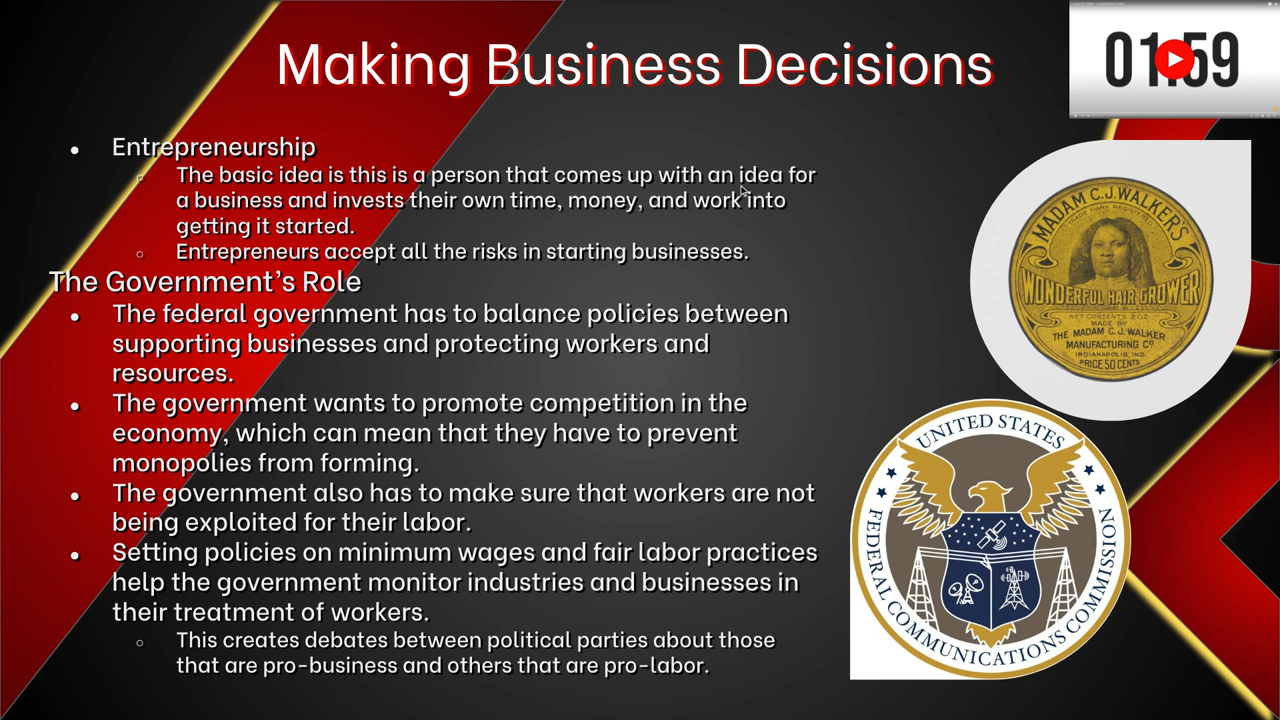 Making Business Decisions
01:59
Entrepreneurship
The basic idea is this is a person that comes up with an idea for
a business and invests their own time, money, and work into
getting it started.
Entrepreneurs accept all the risks in starting businesses.
The Government’s Role
The federal government has to balance policies between
supporting businesses and protecting workers and
resources.
The government wants to promote competition in the
economy, which can mean that they have to prevent
monopolies from forming.
The government also has to make sure that workers are not
being exploited for their labor.
Setting policies on minimum wages and fair labor practices
help the government monitor industries and businesses in
their treatment of workers.
This creates debates between political parties about those
that are pro-business and others that are pro-labor.
MADAM C.J. WALKER'S
TRADE MARK REGISTERED
WONDERFUL HAIR GROWER
NET CONTENTS 2 OZ.
MADE BY
THE MADAM C.J. WALKER
MANUFACTURING CO
INDIANAPOLIS, IND.
PRICE 50 CENTS
UNITED STATES
FEDERAL COMMUNICATIONS COMMISSION